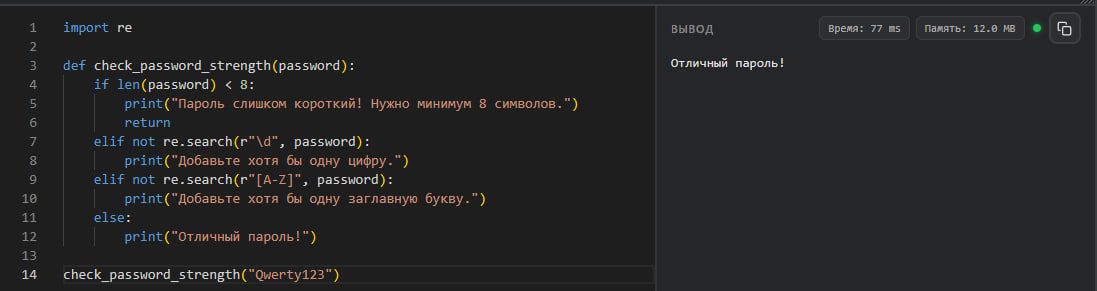 1 import re
2
3 def check_password_strength(password):
4     if len(password) < 8:
5         print("Пароль слишком короткий! Нужно минимум 8 символов.")
6         return
7     elif not re.search(r"\d", password):
8         print("Добавьте хотя бы одну цифру.")
9     elif not re.search(r"[A-Z]", password):
10         print("Добавьте хотя бы одну заглавную букву.")
11     else:
12         print("Отличный пароль!")
13
14 check_password_strength("Qwerty123")
ВЫВОД
Время: 77 ms
Память: 12.0 MB
Отличный пароль!